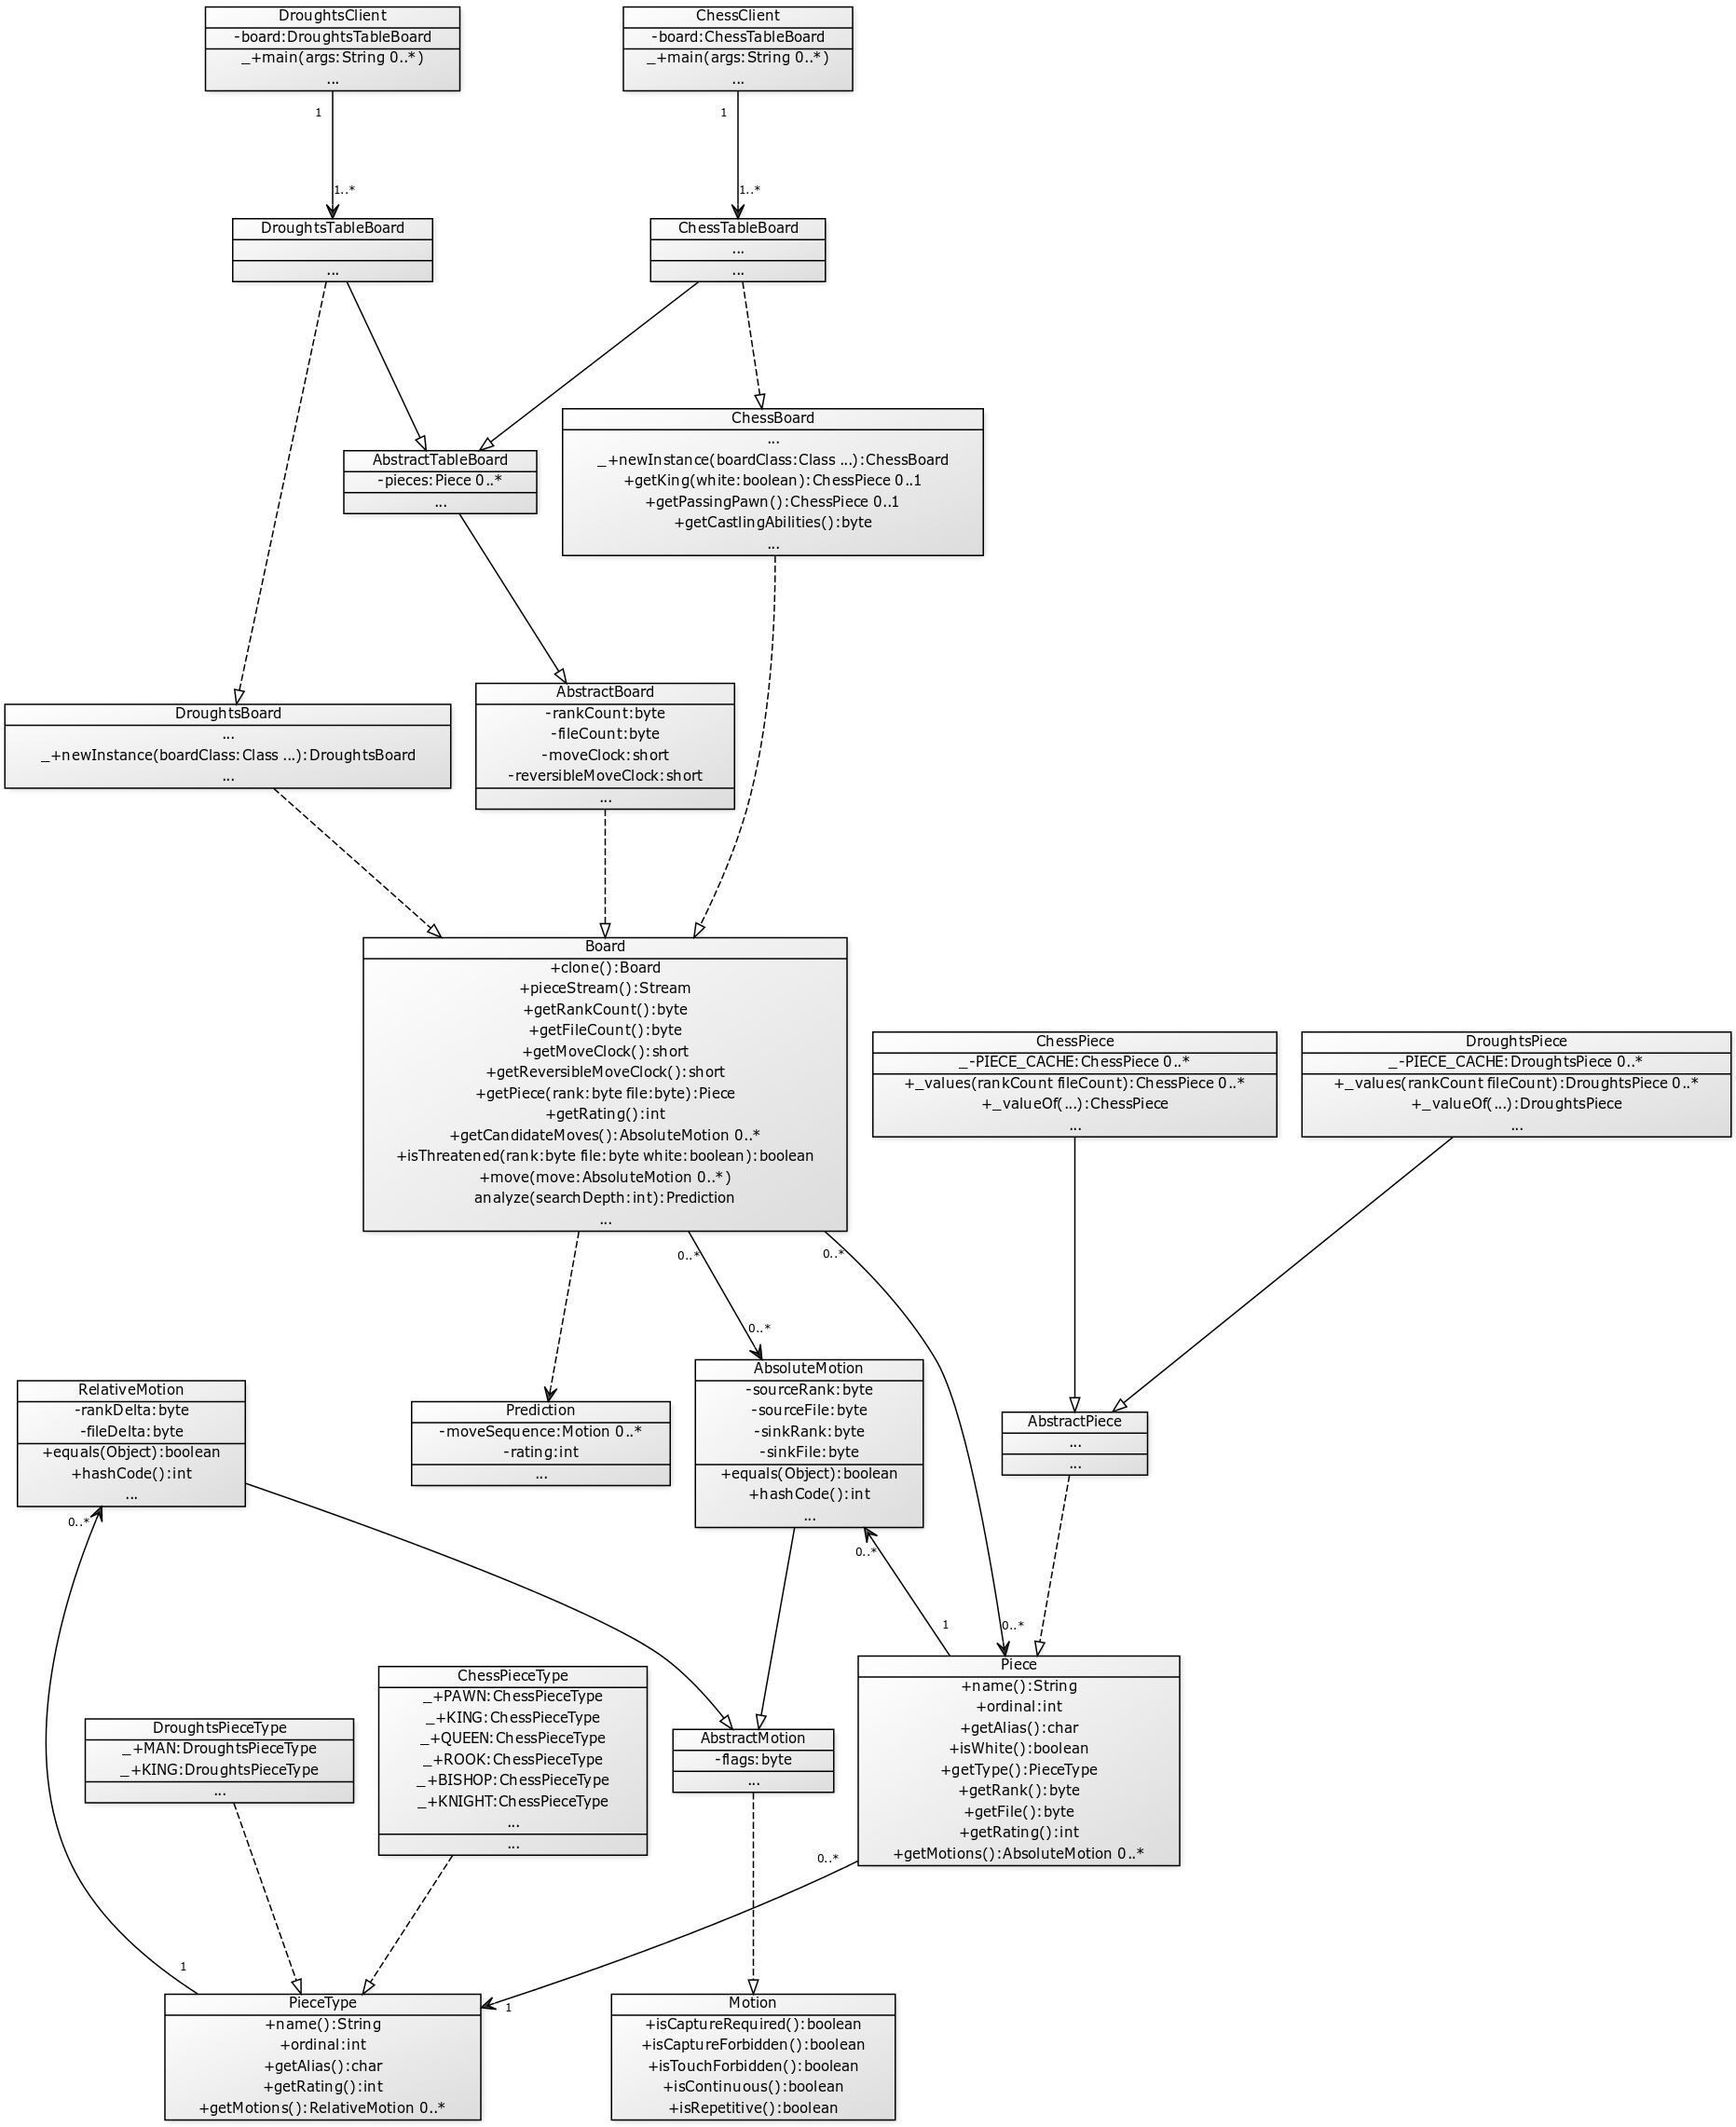 DroughtsClient
-board:DroughtsTableBoard
_+main(args:String 0..*)
...
ChessClient
-board:ChessTableBoard
_+main(args:String 0..*)
...
1
1..*
1
1..*
DroughtsTableBoard
...
ChessTableBoard
...
...
ChessBoard
...
_+newInstance(boardClass:Class ...):ChessBoard
+getKing(white:boolean):ChessPiece 0..1
+getPassingPawn():ChessPiece 0..1
+getCastlingAbilities():byte
...
AbstractTableBoard
-pieces:Piece 0..*
...
AbstractBoard
-rankCount:byte
-fileCount:byte
-moveClock:short
-reversibleMoveClock:short
...
DroughtsBoard
...
_+newInstance(boardClass:Class ...):DroughtsBoard
...
Board
+clone():Board
+pieceStream():Stream
+getRankCount():byte
+getFileCount():byte
+getMoveClock():short
+getReversibleMoveClock():short
+getPiece(rank:byte file:byte):Piece
+getRating():int
+getCandidateMoves():AbsoluteMotion 0..*
+isThreatened(rank:byte file:byte white:boolean):boolean
+move(move:AbsoluteMotion 0..*)
analyze(searchDepth:int):Prediction
...
ChessPiece
_-PIECE_CACHE:ChessPiece 0..*
+_values(rankCount fileCount):ChessPiece 0..*
+_valueOf(...):ChessPiece
...
DroughtsPiece
_-PIECE_CACHE:DroughtsPiece 0..*
+_values(rankCount fileCount):DroughtsPiece 0..*
+_valueOf(...):DroughtsPiece
...
0..*
0..*
0..*
AbsoluteMotion
-sourceRank:byte
-sourceFile:byte
-sinkRank:byte
-sinkFile:byte
+equals(Object):boolean
+hashCode():int
...
RelativeMotion
-rankDelta:byte
-fileDelta:byte
+equals(Object):boolean
+hashCode():int
...
Prediction
-moveSequence:Motion 0..*
-rating:int
...
AbstractPiece
...
...
0..*
0..*
1
0..*
Piece
+name():String
+ordinal:int
+getAlias():char
+isWhite():boolean
+getType():PieceType
+getRank():byte
+getFile():byte
+getRating():int
+getMotions():AbsoluteMotion 0..*
ChessPieceType
_+PAWN:ChessPieceType
_+KING:ChessPieceType
_+QUEEN:ChessPieceType
_+ROOK:ChessPieceType
_+BISHOP:ChessPieceType
_+KNIGHT:ChessPieceType
...
...
DroughtsPieceType
_+MAN:DroughtsPieceType
_+KING:DroughtsPieceType
...
AbstractMotion
-flags:byte
...
0..*
1
1
PieceType
+name():String
+ordinal:int
+getAlias():char
+getRating():int
+getMotions():RelativeMotion 0..*
Motion
+isCaptureRequired():boolean
+isCaptureForbidden():boolean
+isTouchForbidden():boolean
+isContinuous():boolean
+isRepetitive():boolean